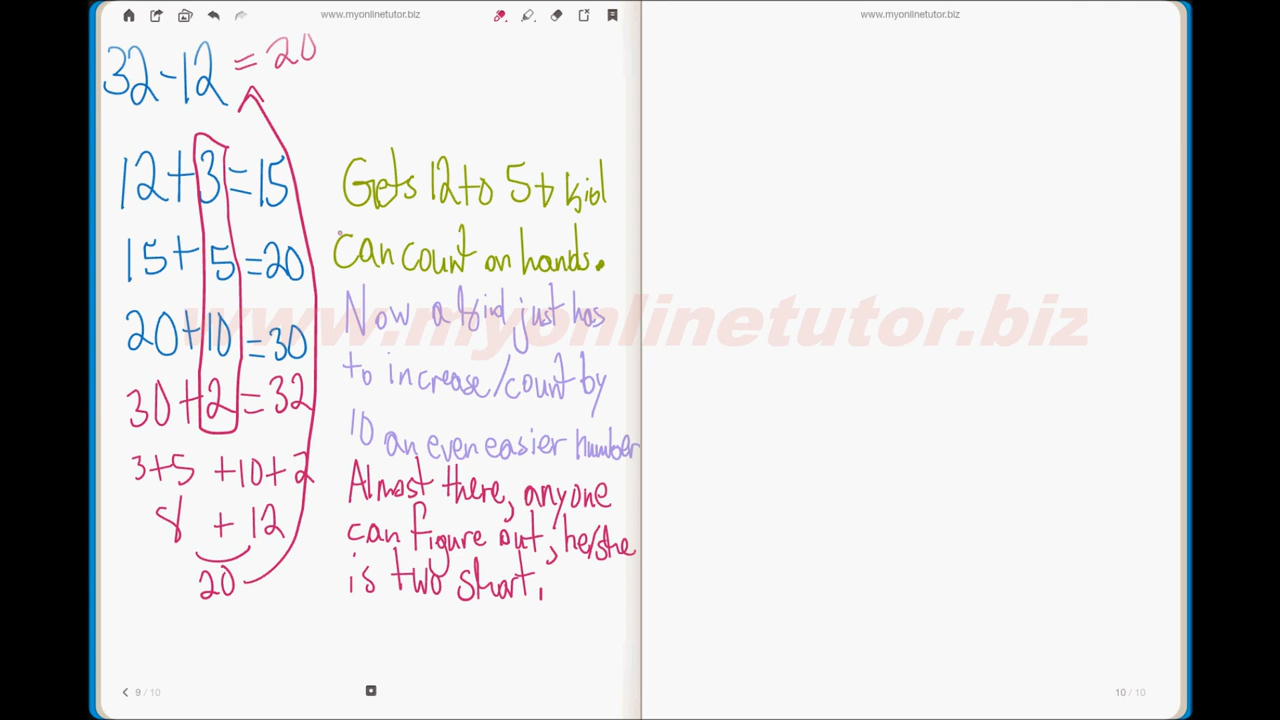 www.myonlinetutor.biz
www.myonlinetutor.biz
32-12 = 20
12+3=15
15+5=20
20+10=30
30+2=32
3+5 +10+2
8 + 12
20
Gets 12 to 5 + kid
can count on hands.
Now a kid just has
to increase/count by
10 an even easier number
Almost there, anyone
can figure out, he/she
is two short.
www.myonlinetutor.biz
9 / 10
10 / 10